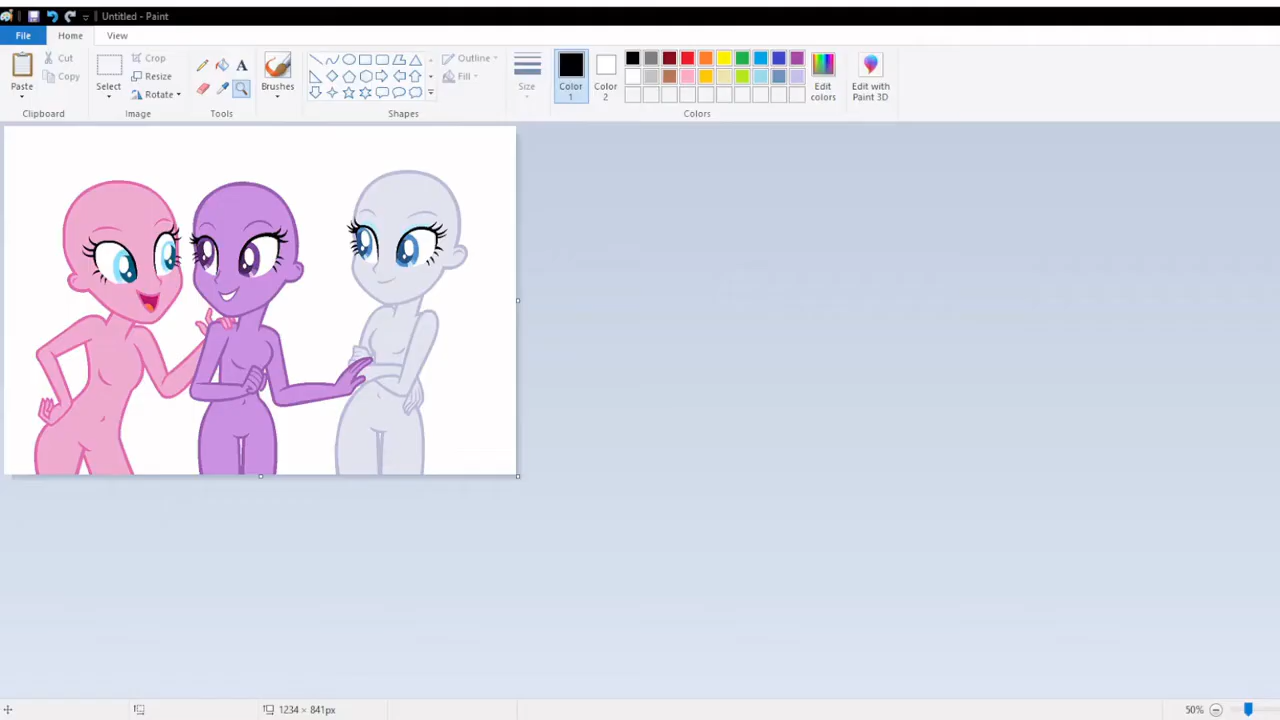 Untitled - Paint
File Home View
Paste
Cut
Copy
Clipboard
Select
Crop
Resize
Rotate
Image
A
Tools
Brushes
Outline
Fill
Shapes
Size
Color
1
Color
2
Edit
colors
Colors
Edit with
Paint 3D
1234 × 841px
50%